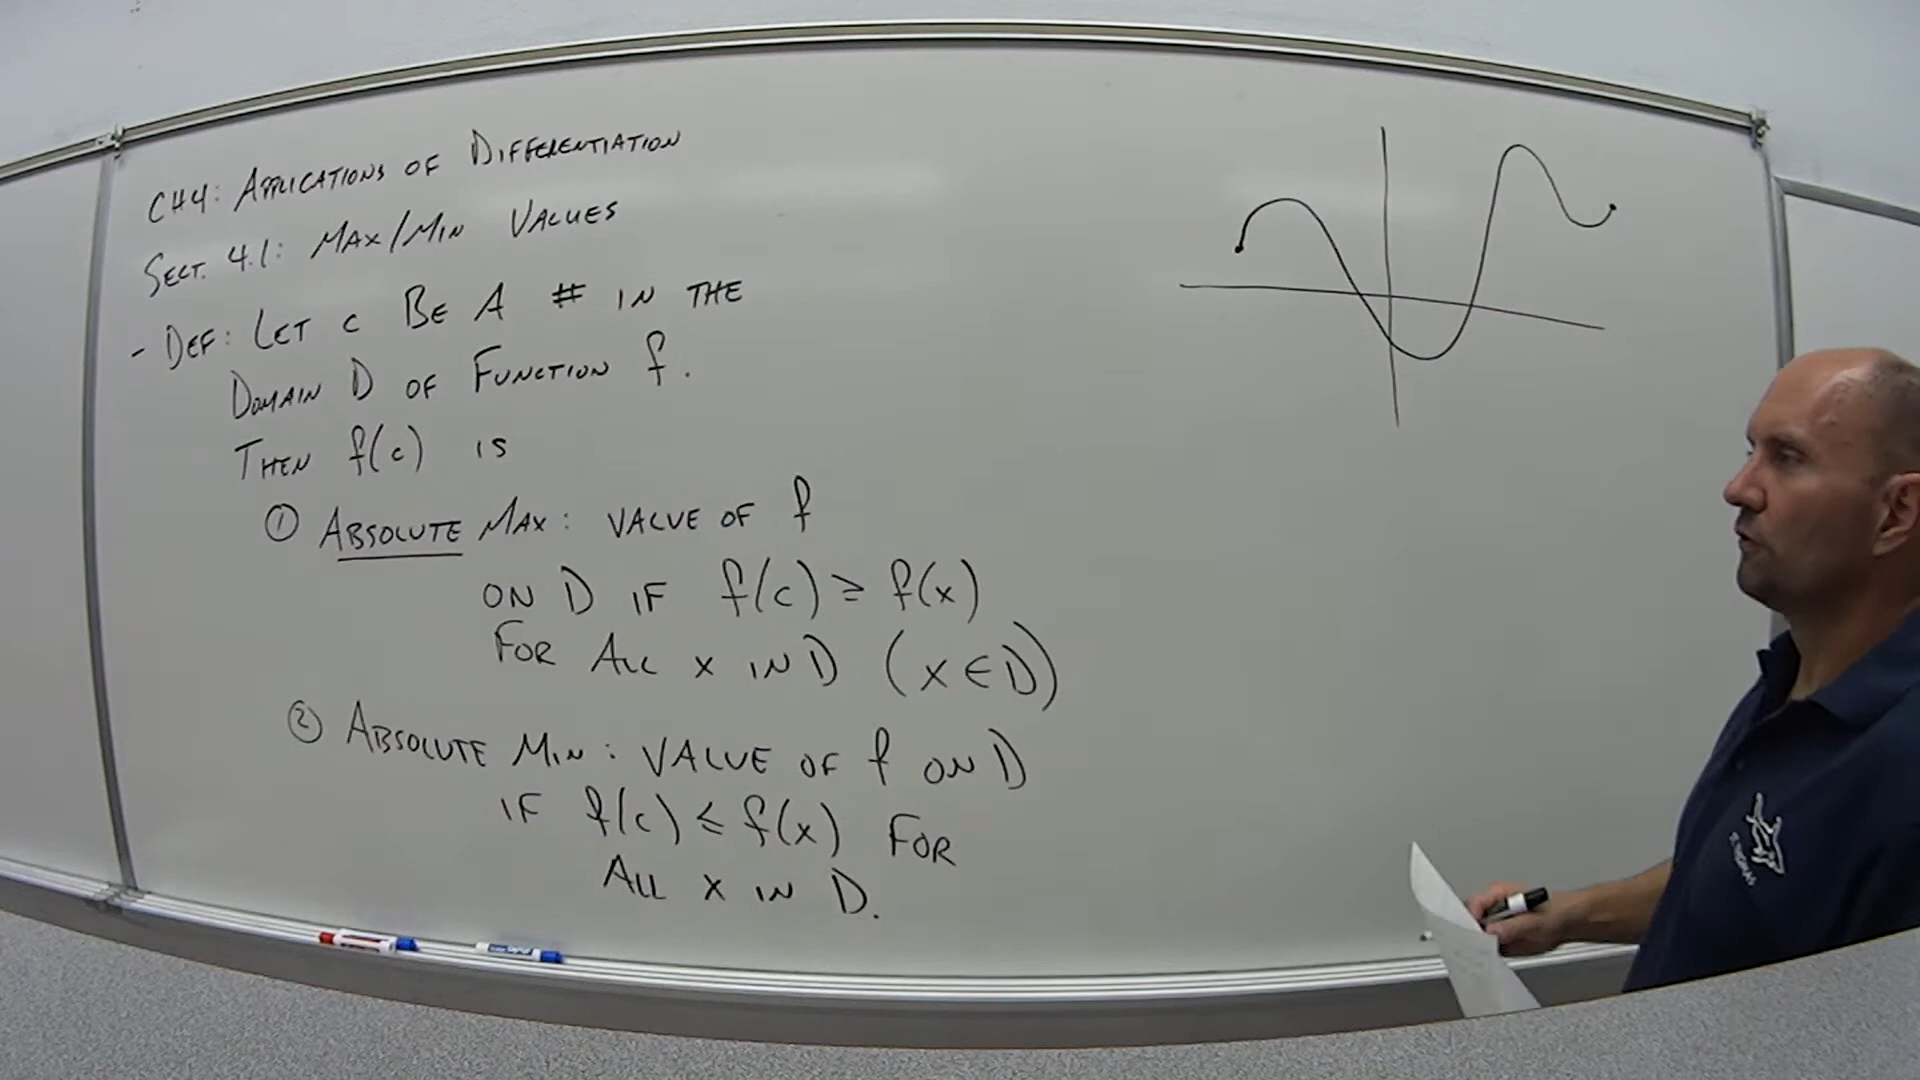 CH4: APPLICATIONS OF DIFFERENTIATION
SECT. 4.1: MAX/MIN VALUES
- DEF: LET c BE A # IN THE
DOMAIN D OF FUNCTION f.
THEN f(c) IS
① ABSOLUTE MAX: VALUE OF f
ON D IF f(c) ≥ f(x)
FOR ALL x IN D (x ∈ D)
② ABSOLUTE MIN: VALUE OF f ON D
IF f(c) ≤ f(x) FOR
ALL x IN D.